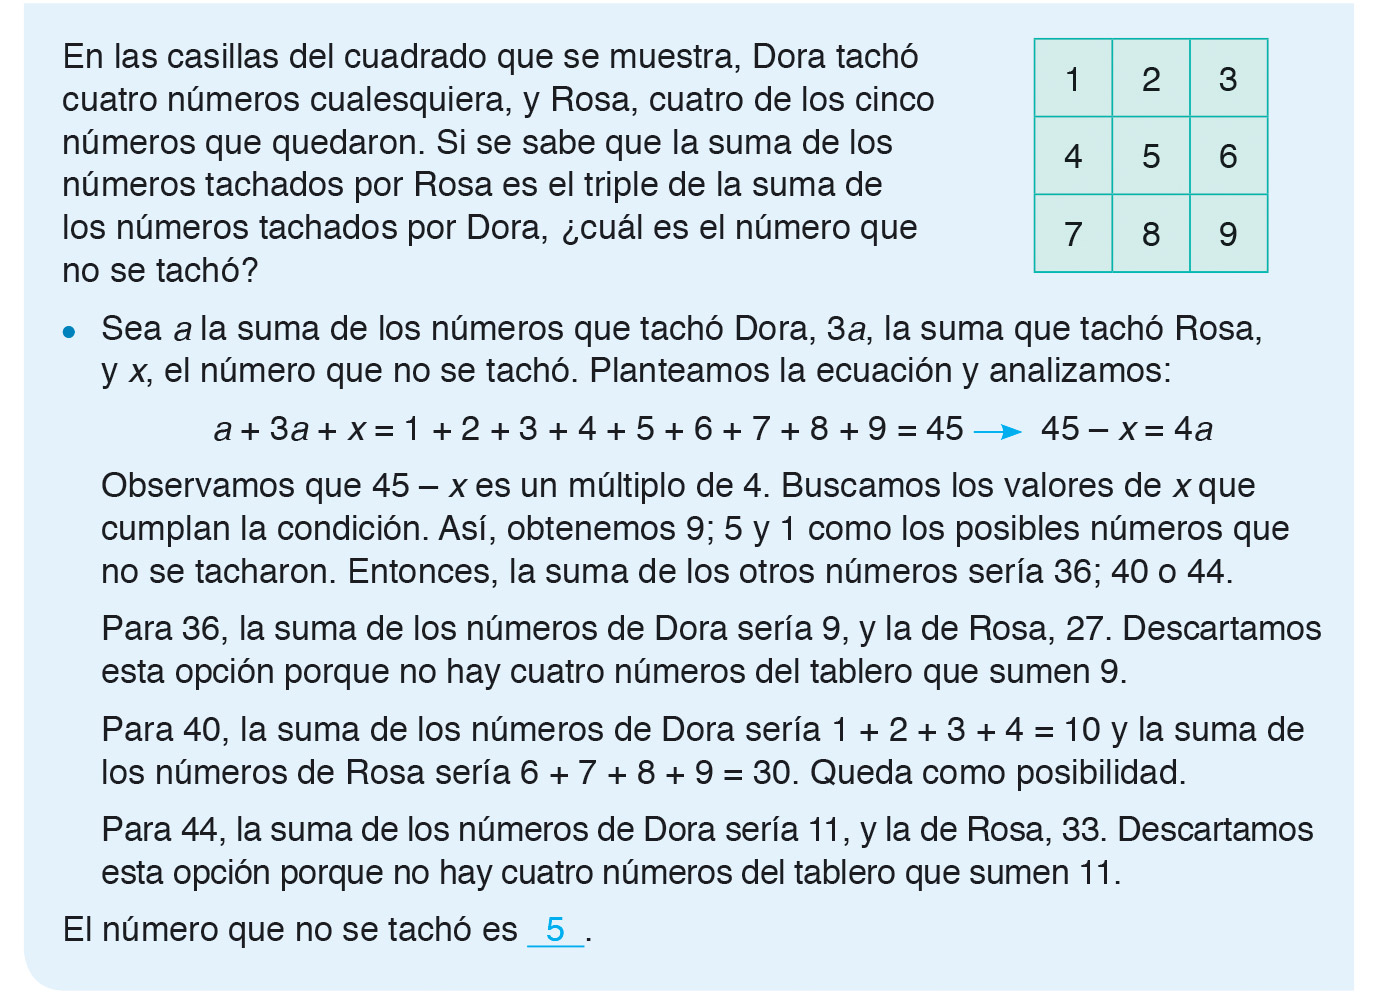 En las casillas del cuadrado que se muestra, Dora tachó
cuatro números cualesquiera, y Rosa, cuatro de los cinco
números que quedaron. Si se sabe que la suma de los
números tachados por Rosa es el triple de la suma de
los números tachados por Dora, ¿cuál es el número que
no se tachó?
1 2 3
4 5 6
7 8 9
• Sea a la suma de los números que tachó Dora, 3a, la suma que tachó Rosa,
y x, el número que no se tachó. Planteamos la ecuación y analizamos:
a + 3a + x = 1 + 2 + 3 + 4 + 5 + 6 + 7 + 8 + 9 = 45 → 45 – x = 4a
Observamos que 45 – x es un múltiplo de 4. Buscamos los valores de x que
cumplan la condición. Así, obtenemos 9; 5 y 1 como los posibles números que
no se tacharon. Entonces, la suma de los otros números sería 36; 40 o 44.
Para 36, la suma de los números de Dora sería 9, y la de Rosa, 27. Descartamos
esta opción porque no hay cuatro números del tablero que sumen 9.
Para 40, la suma de los números de Dora sería 1 + 2 + 3 + 4 = 10 y la suma de
los números de Rosa sería 6 + 7 + 8 + 9 = 30. Queda como posibilidad.
Para 44, la suma de los números de Dora sería 11, y la de Rosa, 33. Descartamos
esta opción porque no hay cuatro números del tablero que sumen 11.
El número que no se tachó es 5.